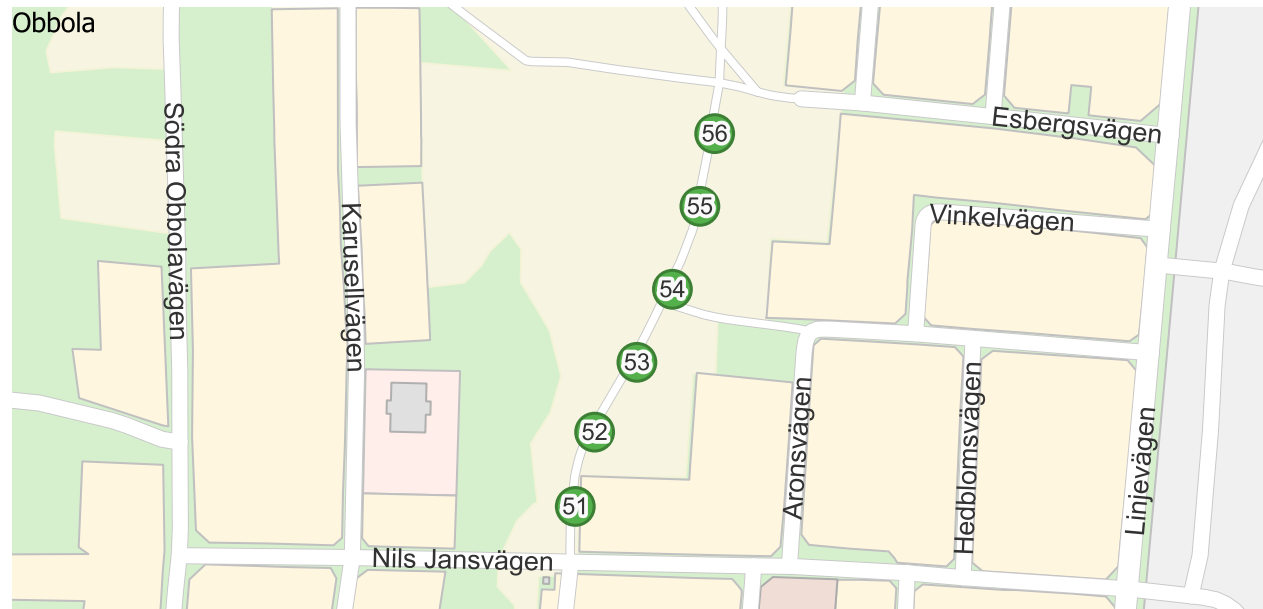 Obbola
Södra Obbolavägen
Karusellvägen
56
Esbergsvägen
55
Vinkelvägen
54
53
52
51
Aronsvägen
Hedblomsvägen
Linjevägen
Nils Jansvägen